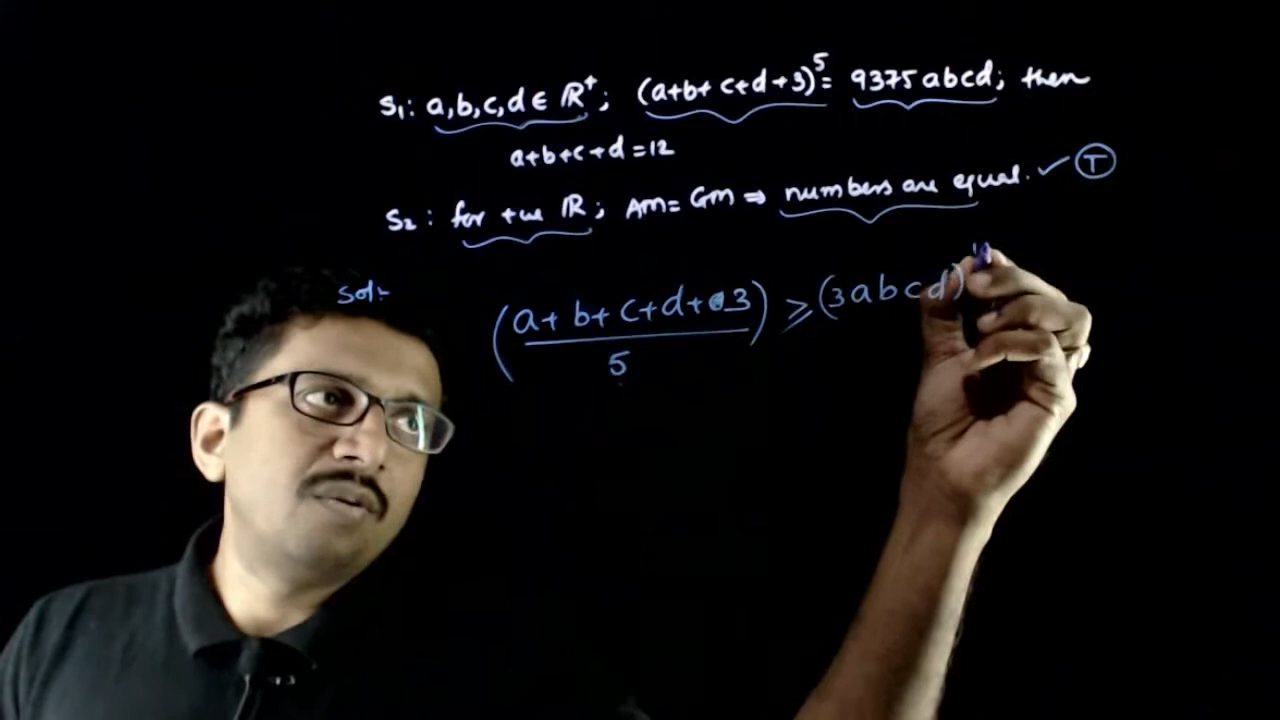 S₁: a,b,c,d ∈ ℝ⁺; (a+b+c+d+3)⁵ = 9375 abcd; then
a+b+c+d=12
S₂: for +ve ℝ; AM=GM ⇒ numbers are equal. ✓ T
Sol:
(a+b+c+d+3) ≥ (3abcd)
5